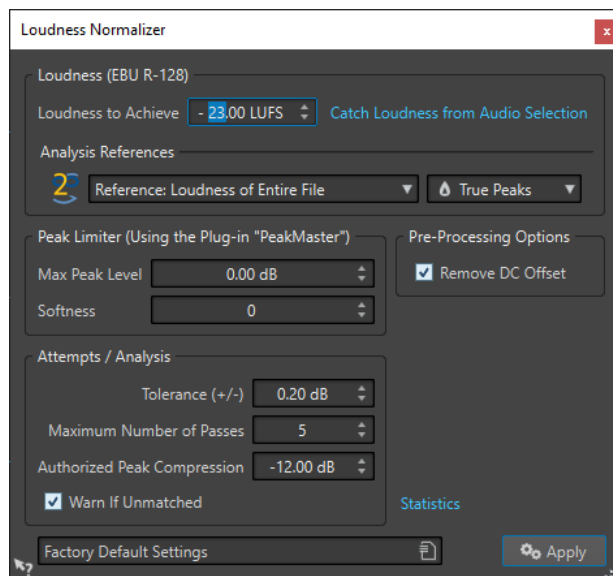 Loudness Normalizer
x
Loudness (EBU R-128)
Loudness to Achieve - 23.00 LUFS Catch Loudness from Audio Selection
Analysis References
Reference: Loudness of Entire File True Peaks
Peak Limiter (Using the Plug-in "PeakMaster") Pre-Processing Options
Max Peak Level 0.00 dB Remove DC Offset
Softness 0
Attempts / Analysis
Tolerance (+/-) 0.20 dB
Maximum Number of Passes 5
Authorized Peak Compression -12.00 dB
Warn If Unmatched Statistics
Factory Default Settings Apply
?